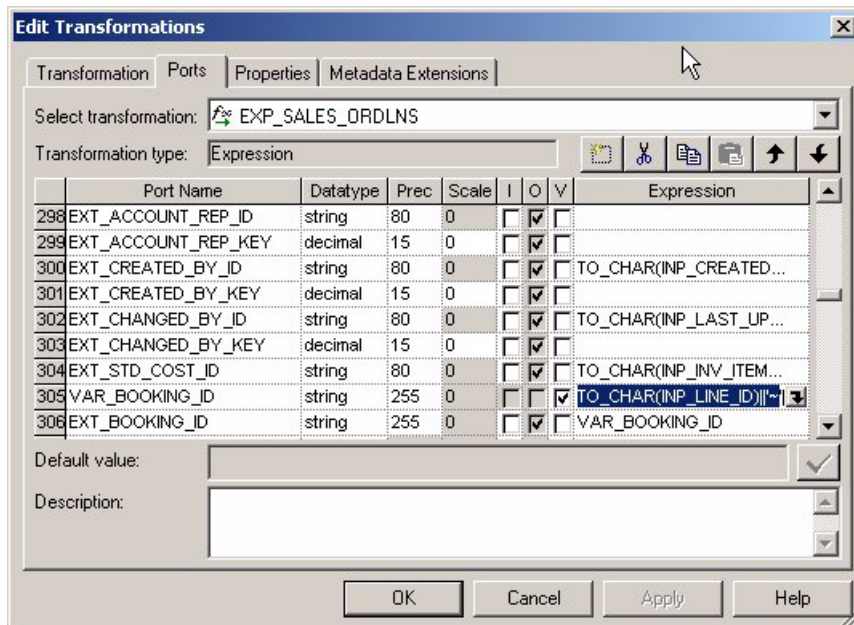 Edit Transformations
Transformation Ports Properties Metadata Extensions
Select transformation: EXP_SALES_ORDLNS
Transformation type: Expression
Port Name Datatype Prec Scale I O V Expression
298 EXT_ACCOUNT_REP_ID string 80 0
299 EXT_ACCOUNT_REP_KEY decimal 15 0
300 EXT_CREATED_BY_ID string 80 0 TO_CHAR(INP_CREATED...
301 EXT_CREATED_BY_KEY decimal 15 0
302 EXT_CHANGED_BY_ID string 80 0 TO_CHAR(INP_LAST_UP...
303 EXT_CHANGED_BY_KEY decimal 15 0
304 EXT_STD_COST_ID string 80 0 TO_CHAR(INP_INV_ITEM...
305 VAR_BOOKING_ID string 255 0 TO_CHAR(INP_LINE_ID)||'~'|
306 EXT_BOOKING_ID string 255 0 VAR_BOOKING_ID
Default value:
Description:
OK Cancel Apply Help